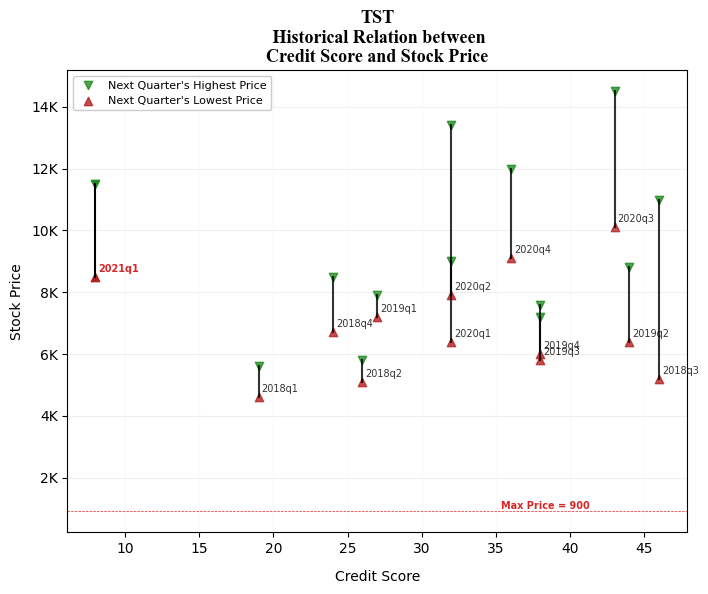 TST
Historical Relation between
Credit Score and Stock Price
Next Quarter's Highest Price
Next Quarter's Lowest Price
14K
12K
10K
8K
6K
4K
2K
Stock Price
2020q3
2020q4
2021q1
2020q2
2019q1
2018q4
2020q1
2019q2
2019q4
2019q3
2018q2
2018q3
2018q1
Max Price = 900
10 15 20 25 30 35 40 45
Credit Score